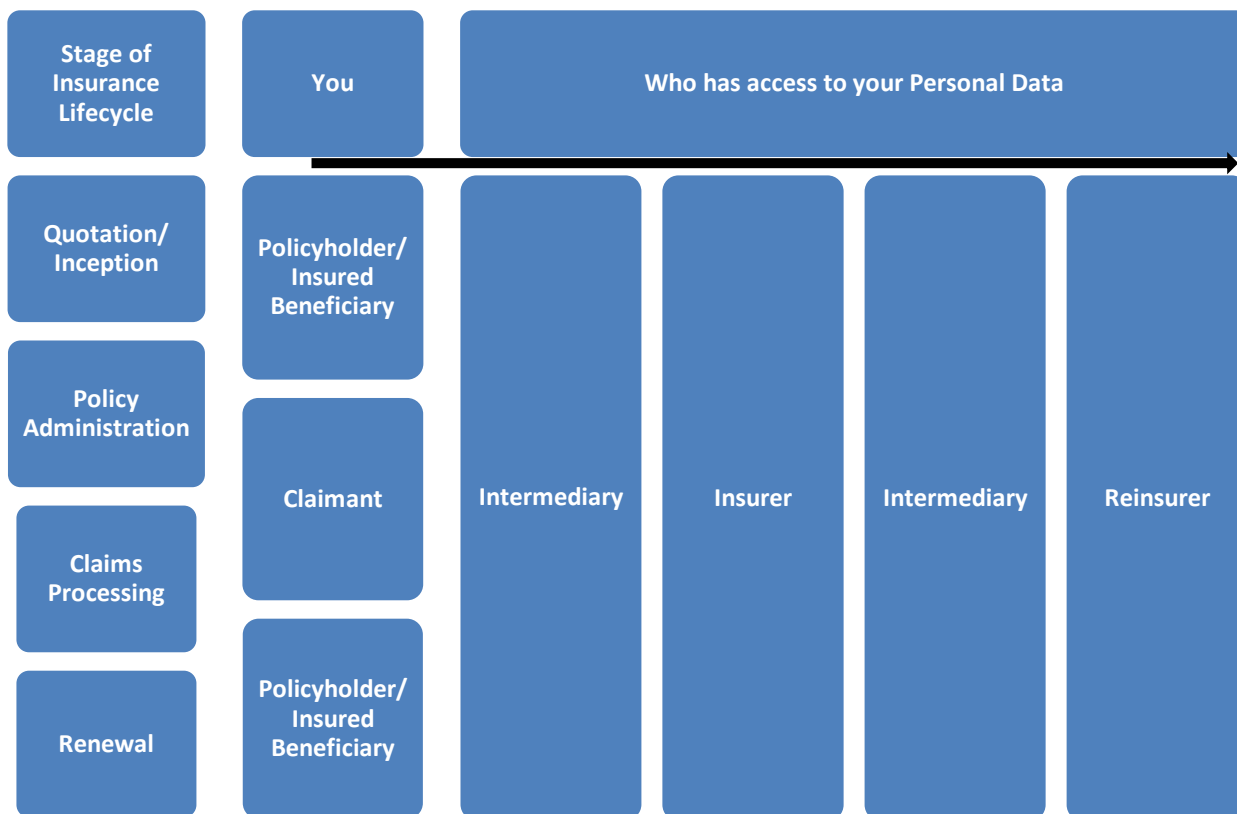 Stage of
Insurance
Lifecycle
You
Who has access to your Personal Data
Quotation/
Inception
Policy
Administration
Claims
Processing
Renewal
Policyholder/
Insured
Beneficiary
Claimant
Policyholder/
Insured
Beneficiary
Intermediary
Insurer
Intermediary
Reinsurer